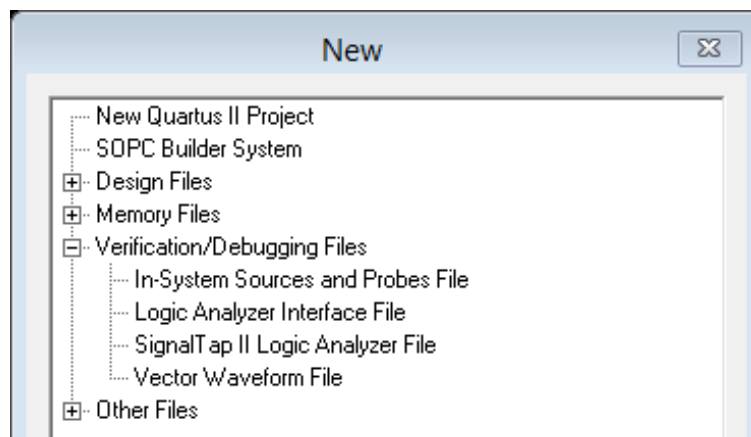 New
New Quartus II Project
SOPC Builder System
Design Files
Memory Files
Verification/Debugging Files
In-System Sources and Probes File
Logic Analyzer Interface File
SignalTap II Logic Analyzer File
Vector Waveform File
Other Files